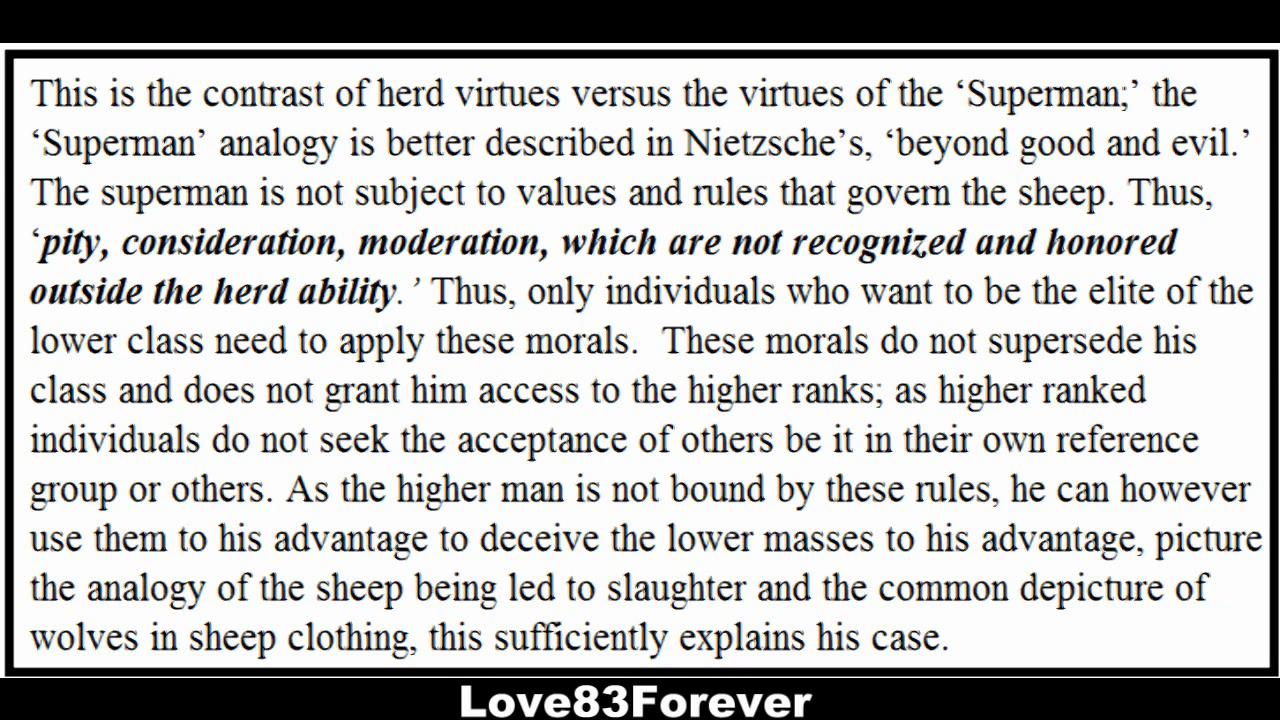 This is the contrast of herd virtues versus the virtues of the ‘Superman;’ the
‘Superman’ analogy is better described in Nietzsche’s, ‘beyond good and evil.’
The superman is not subject to values and rules that govern the sheep. Thus,
‘pity, consideration, moderation, which are not recognized and honored
outside the herd ability.’ Thus, only individuals who want to be the elite of the
lower class need to apply these morals.  These morals do not supersede his
class and does not grant him access to the higher ranks; as higher ranked
individuals do not seek the acceptance of others be it in their own reference
group or others. As the higher man is not bound by these rules, he can however
use them to his advantage to deceive the lower masses to his advantage, picture
the analogy of the sheep being led to slaughter and the common depicture of
wolves in sheep clothing, this sufficiently explains his case.
Love83Forever